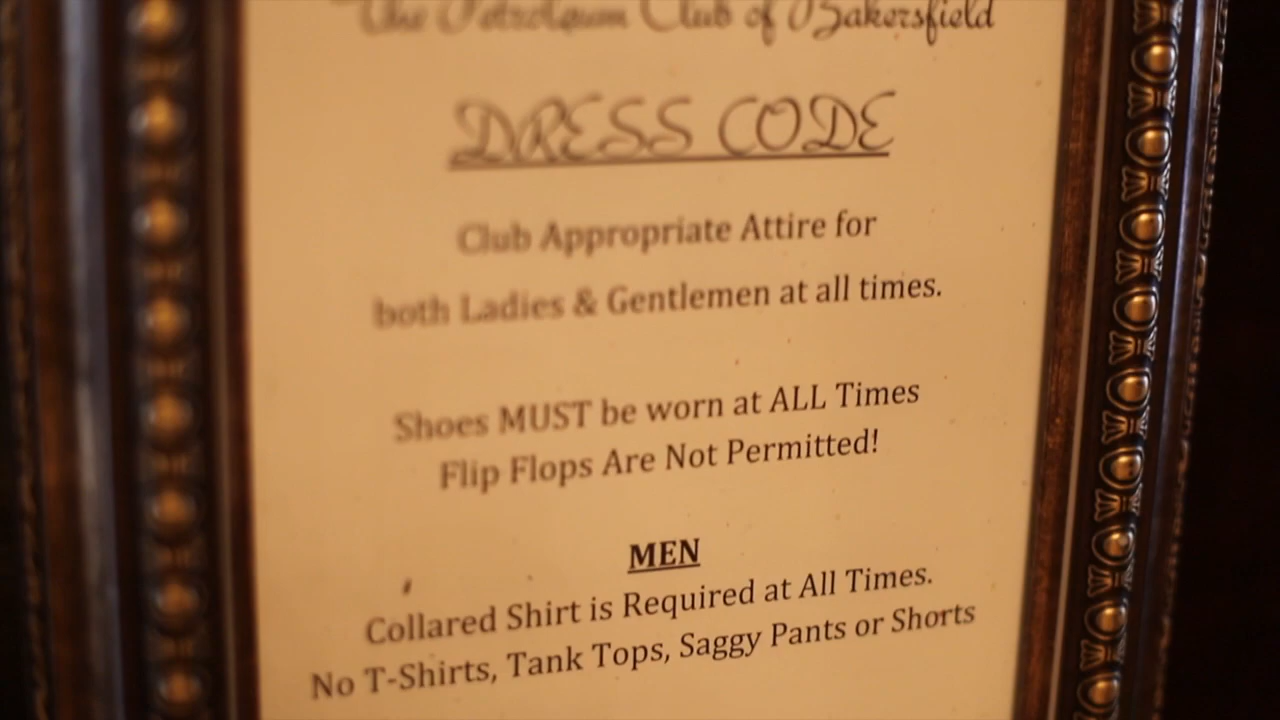 The Petroleum Club of Bakersfield
DRESS CODE
Club Appropriate Attire for
both Ladies & Gentlemen at all times.
Shoes MUST be worn at ALL Times
Flip Flops Are Not Permitted!
MEN
Collared Shirt is Required at All Times.
No T-Shirts, Tank Tops, Saggy Pants or Shorts